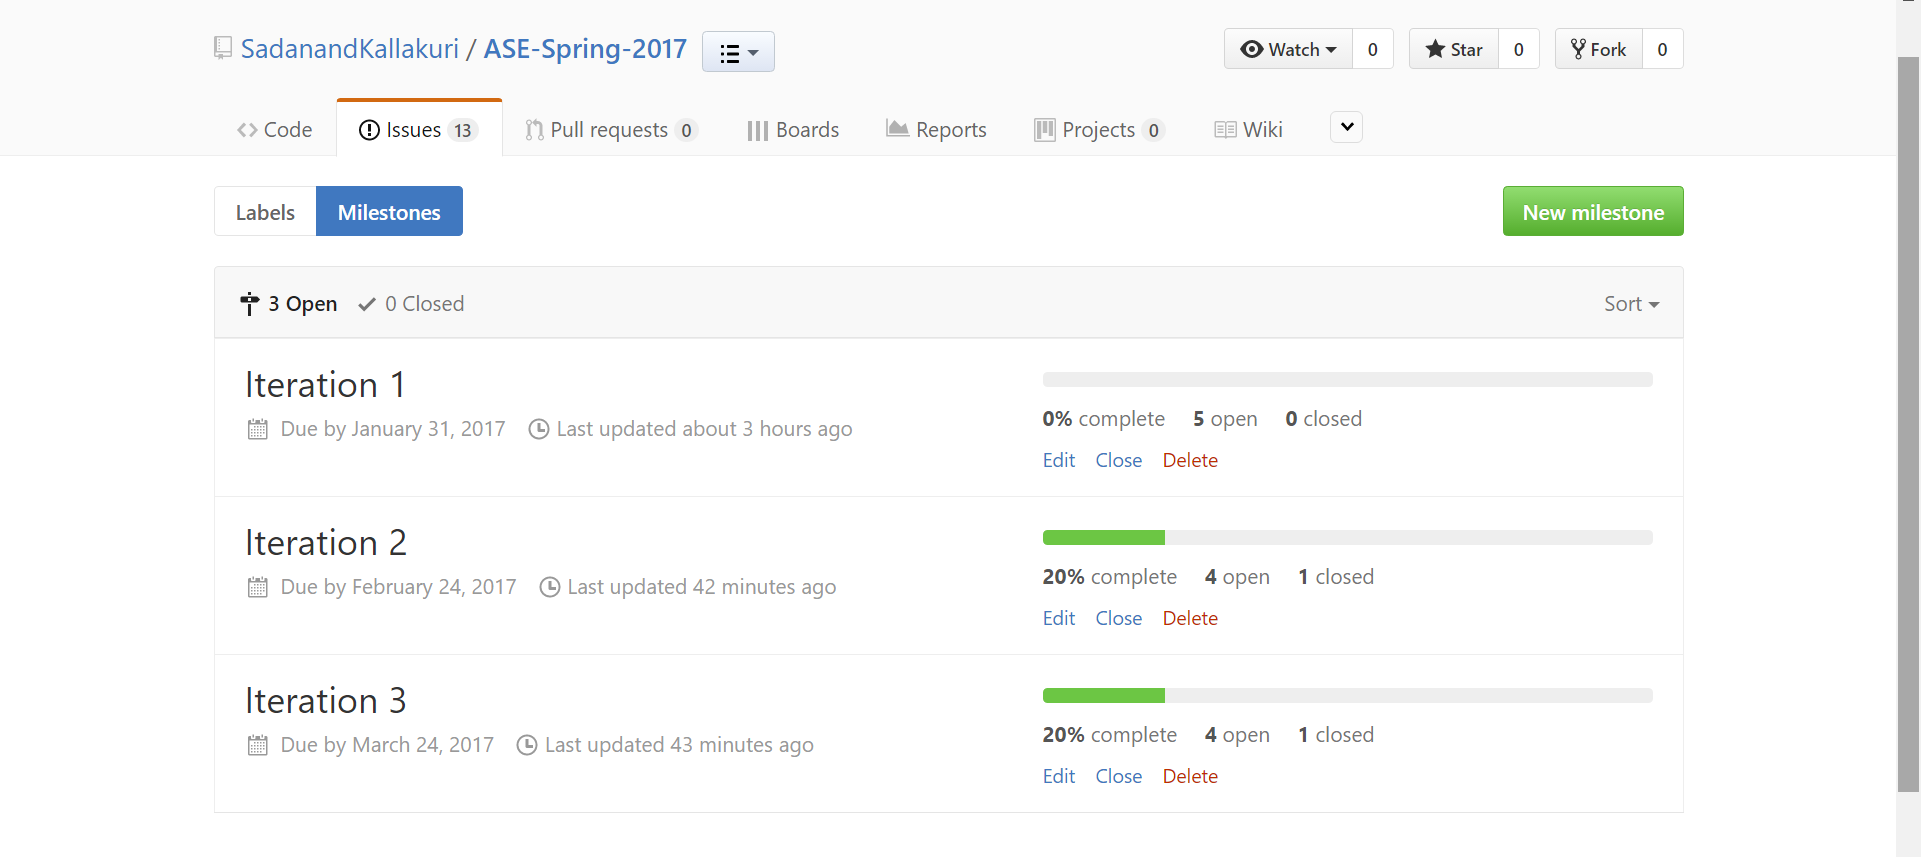 SadanandKallakuri / ASE-Spring-2017
Watch 0 Star 0 Fork 0
Code Issues 13 Pull requests 0 Boards Reports Projects 0 Wiki
Labels Milestones New milestone
3 Open 0 Closed Sort
Iteration 1
Due by January 31, 2017 Last updated about 3 hours ago
0% complete 5 open 0 closed
Edit Close Delete
Iteration 2
Due by February 24, 2017 Last updated 42 minutes ago
20% complete 4 open 1 closed
Edit Close Delete
Iteration 3
Due by March 24, 2017 Last updated 43 minutes ago
20% complete 4 open 1 closed
Edit Close Delete